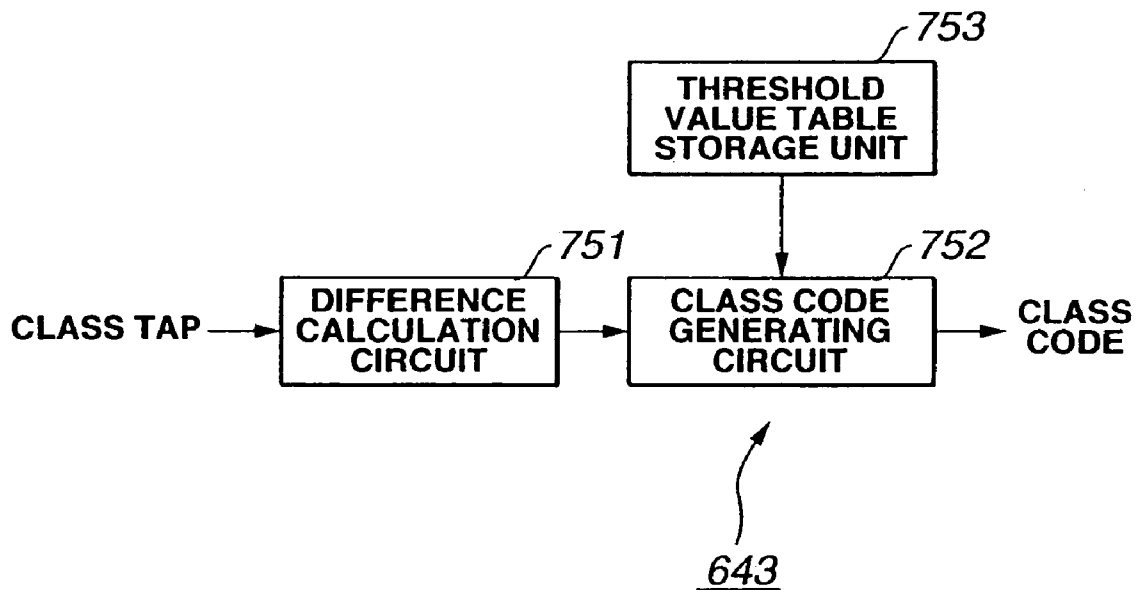 753
THRESHOLD
VALUE TABLE
STORAGE UNIT
751
752
CLASS TAP
DIFFERENCE
CALCULATION
CIRCUIT
CLASS CODE
GENERATING
CIRCUIT
CLASS
CODE
643